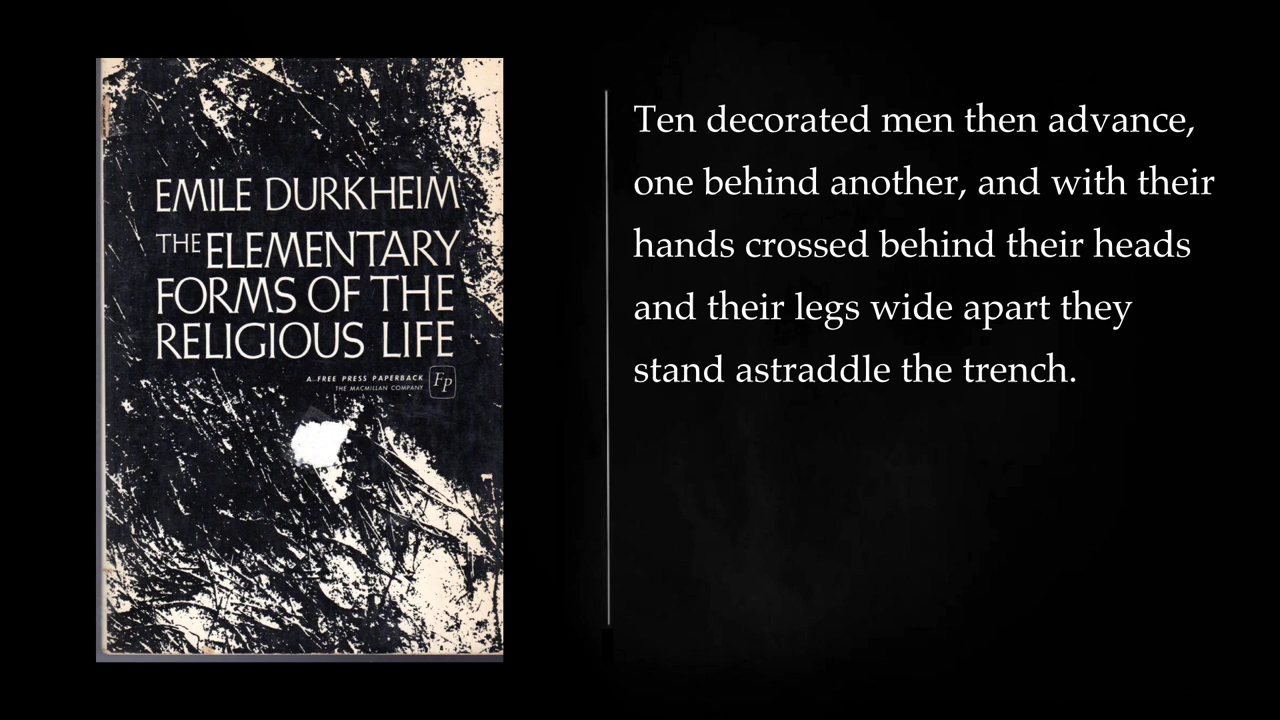 EMILE DURKHEIM
THE ELEMENTARY
FORMS OF THE
RELIGIOUS LIFE
A FREE PRESS PAPERBACK
THE MACMILLAN COMPANY
FP
Ten decorated men then advance,
one behind another, and with their
hands crossed behind their heads
and their legs wide apart they
stand astraddle the trench.